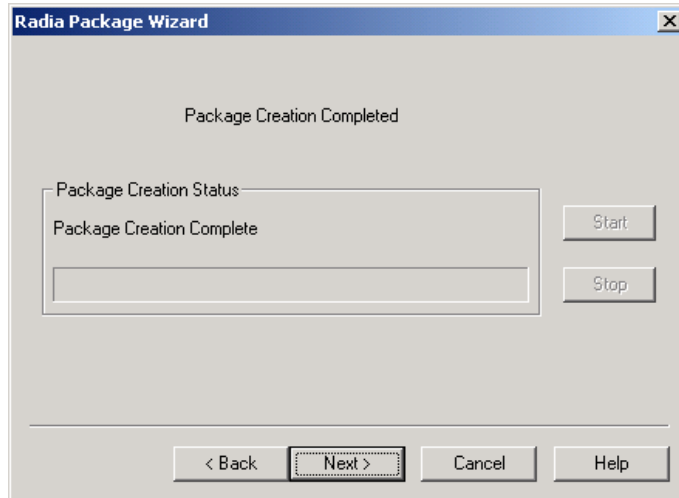 Radia Package Wizard
Package Creation Completed
Package Creation Status
Package Creation Complete
Start
Stop
< Back
Next >
Cancel
Help